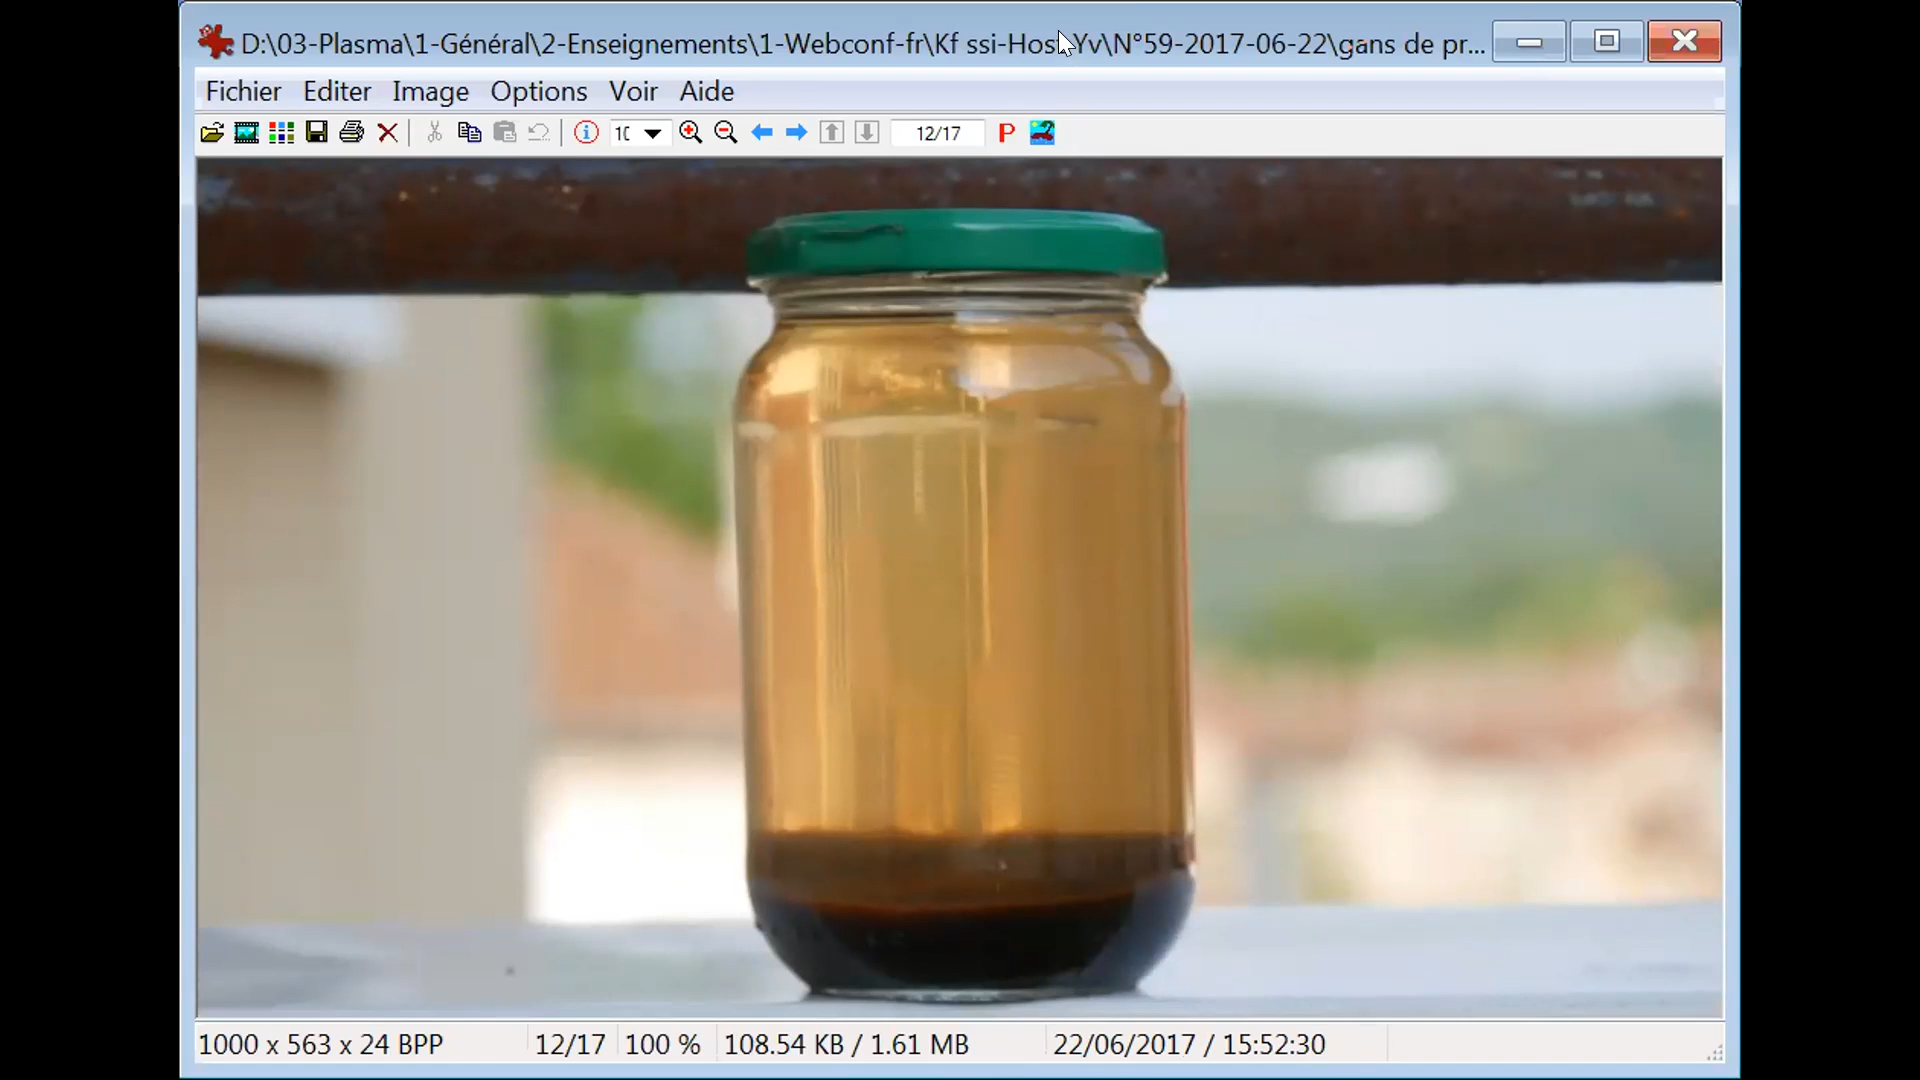 D:\03-Plasma\1-Général\2-Enseignements\1-Webconf-fr\Kf ssi-Host Yv\N°59-2017-06-22\gans de pr...
Fichier Editer Image Options Voir Aide
12/17 P
1000 x 563 x 24 BPP 12/17 100 % 108.54 KB / 1.61 MB 22/06/2017 / 15:52:30